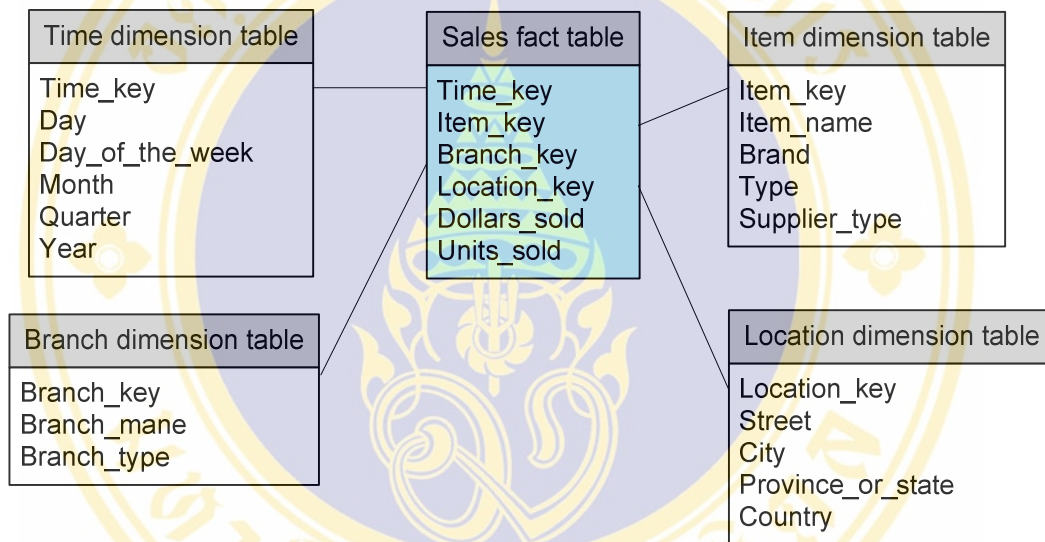 Time dimension table
Time_key
Day
Day_of_the_week
Month
Quarter
Year
Sales fact table
Time_key
Item_key
Branch_key
Location_key
Dollars_sold
Units_sold
Item dimension table
Item_key
Item_name
Brand
Type
Supplier_type
Branch dimension table
Branch_key
Branch_mane
Branch_type
Location dimension table
Location_key
Street
City
Province_or_state
Country